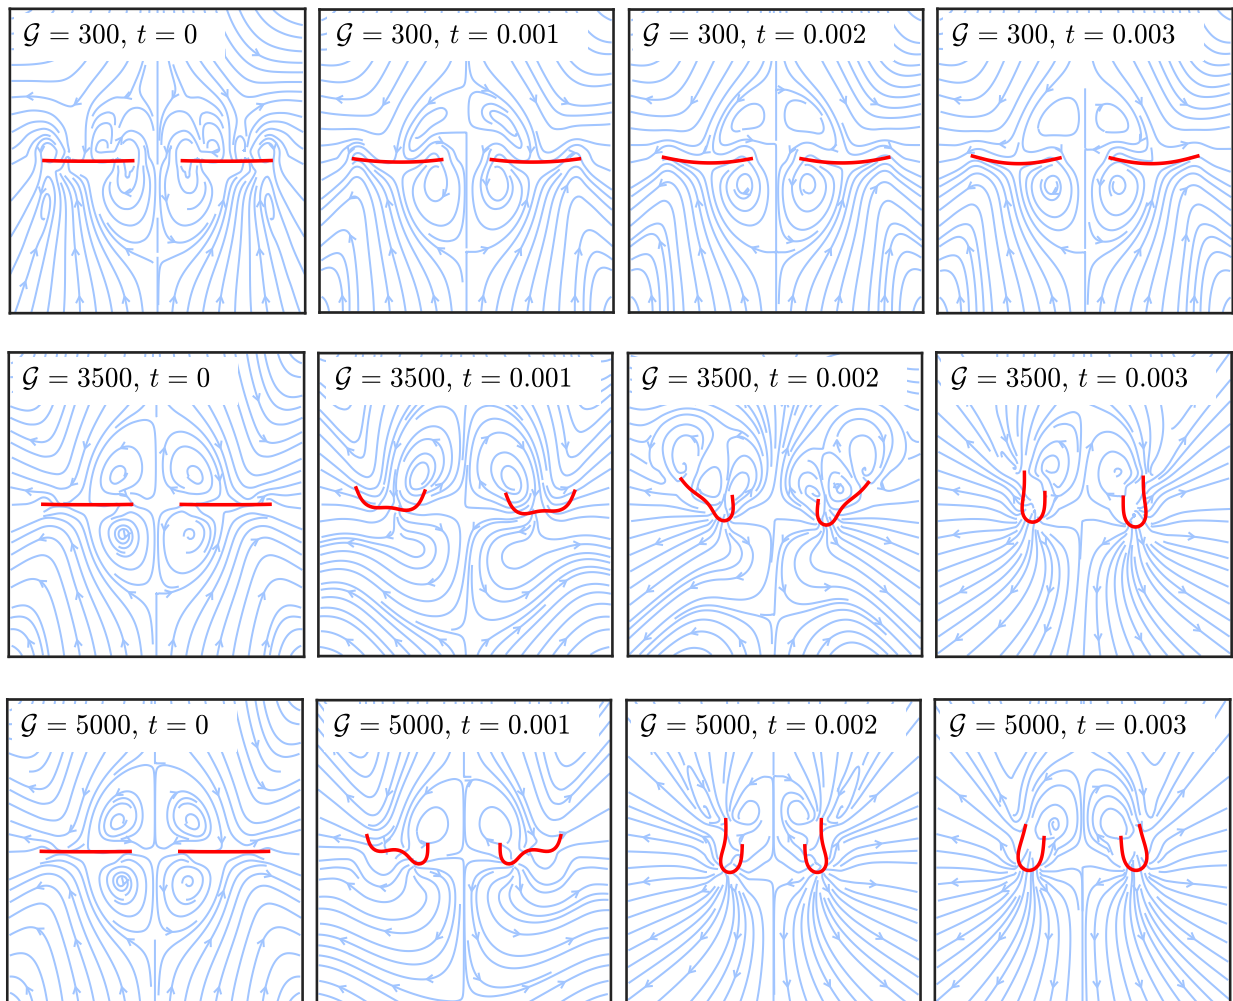 𝒢 = 300, t = 0
𝒢 = 300, t = 0.001
𝒢 = 300, t = 0.002
𝒢 = 300, t = 0.003
𝒢 = 3500, t = 0
𝒢 = 3500, t = 0.001
𝒢 = 3500, t = 0.002
𝒢 = 3500, t = 0.003
𝒢 = 5000, t = 0
𝒢 = 5000, t = 0.001
𝒢 = 5000, t = 0.002
𝒢 = 5000, t = 0.003